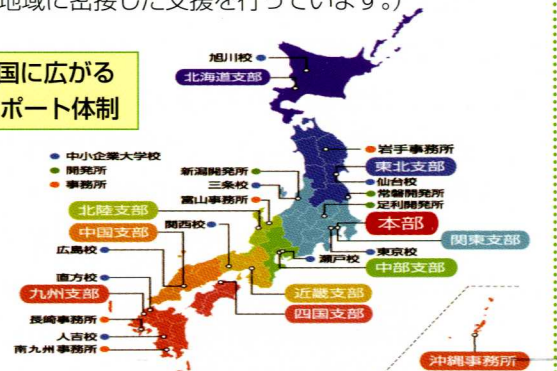 地域に密接した支援を行っています。)
国に広がる
ポート体制
旭川校
北海道支部
岩手事務所
東北支部
仙台校
常磐開発所
足利開発所
中小企業大学校
開発所
事務所
新潟開発所
三条校
富山事務所
北陸支部
本部
関西校
関東支部
中国支部
東京校
瀬戸校
広島校
中部支部
直方校
近畿支部
九州支部
四国支部
長崎事務所
人吉校
南九州事務所
沖縄事務所